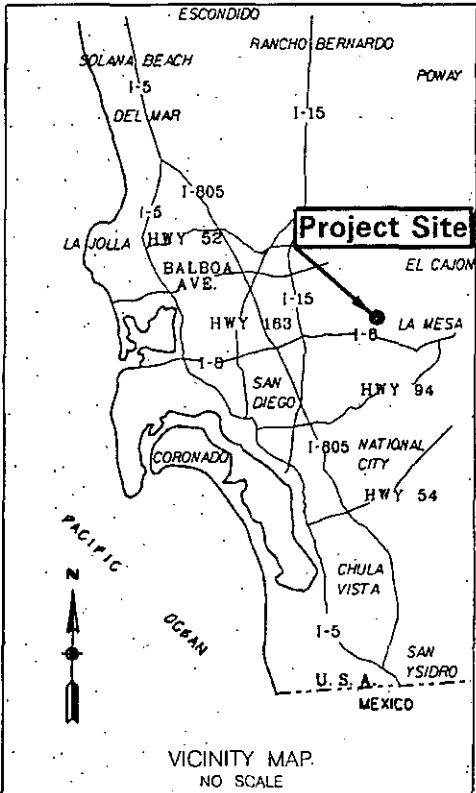 ESCONDIDO
SOLANA BEACH
RANCHO BERNARDO
POWAY
I-5
DEL MAR
I-15
I-805
I-5
LA JOLLA
HWY 52
Project Site
BALBOA
AVE.
EL CAJON
I-15
HWY 163
I-8
LA MESA
I-8
SAN
DIEGO
HWY 94
I-805
NATIONAL
CITY
CORONADO
HWY 54
PACIFIC
OCEAN
N
CHULA
VISTA
I-5
SAN
YSIDRO
U.S.A.
MEXICO
VICINITY MAP
NO SCALE